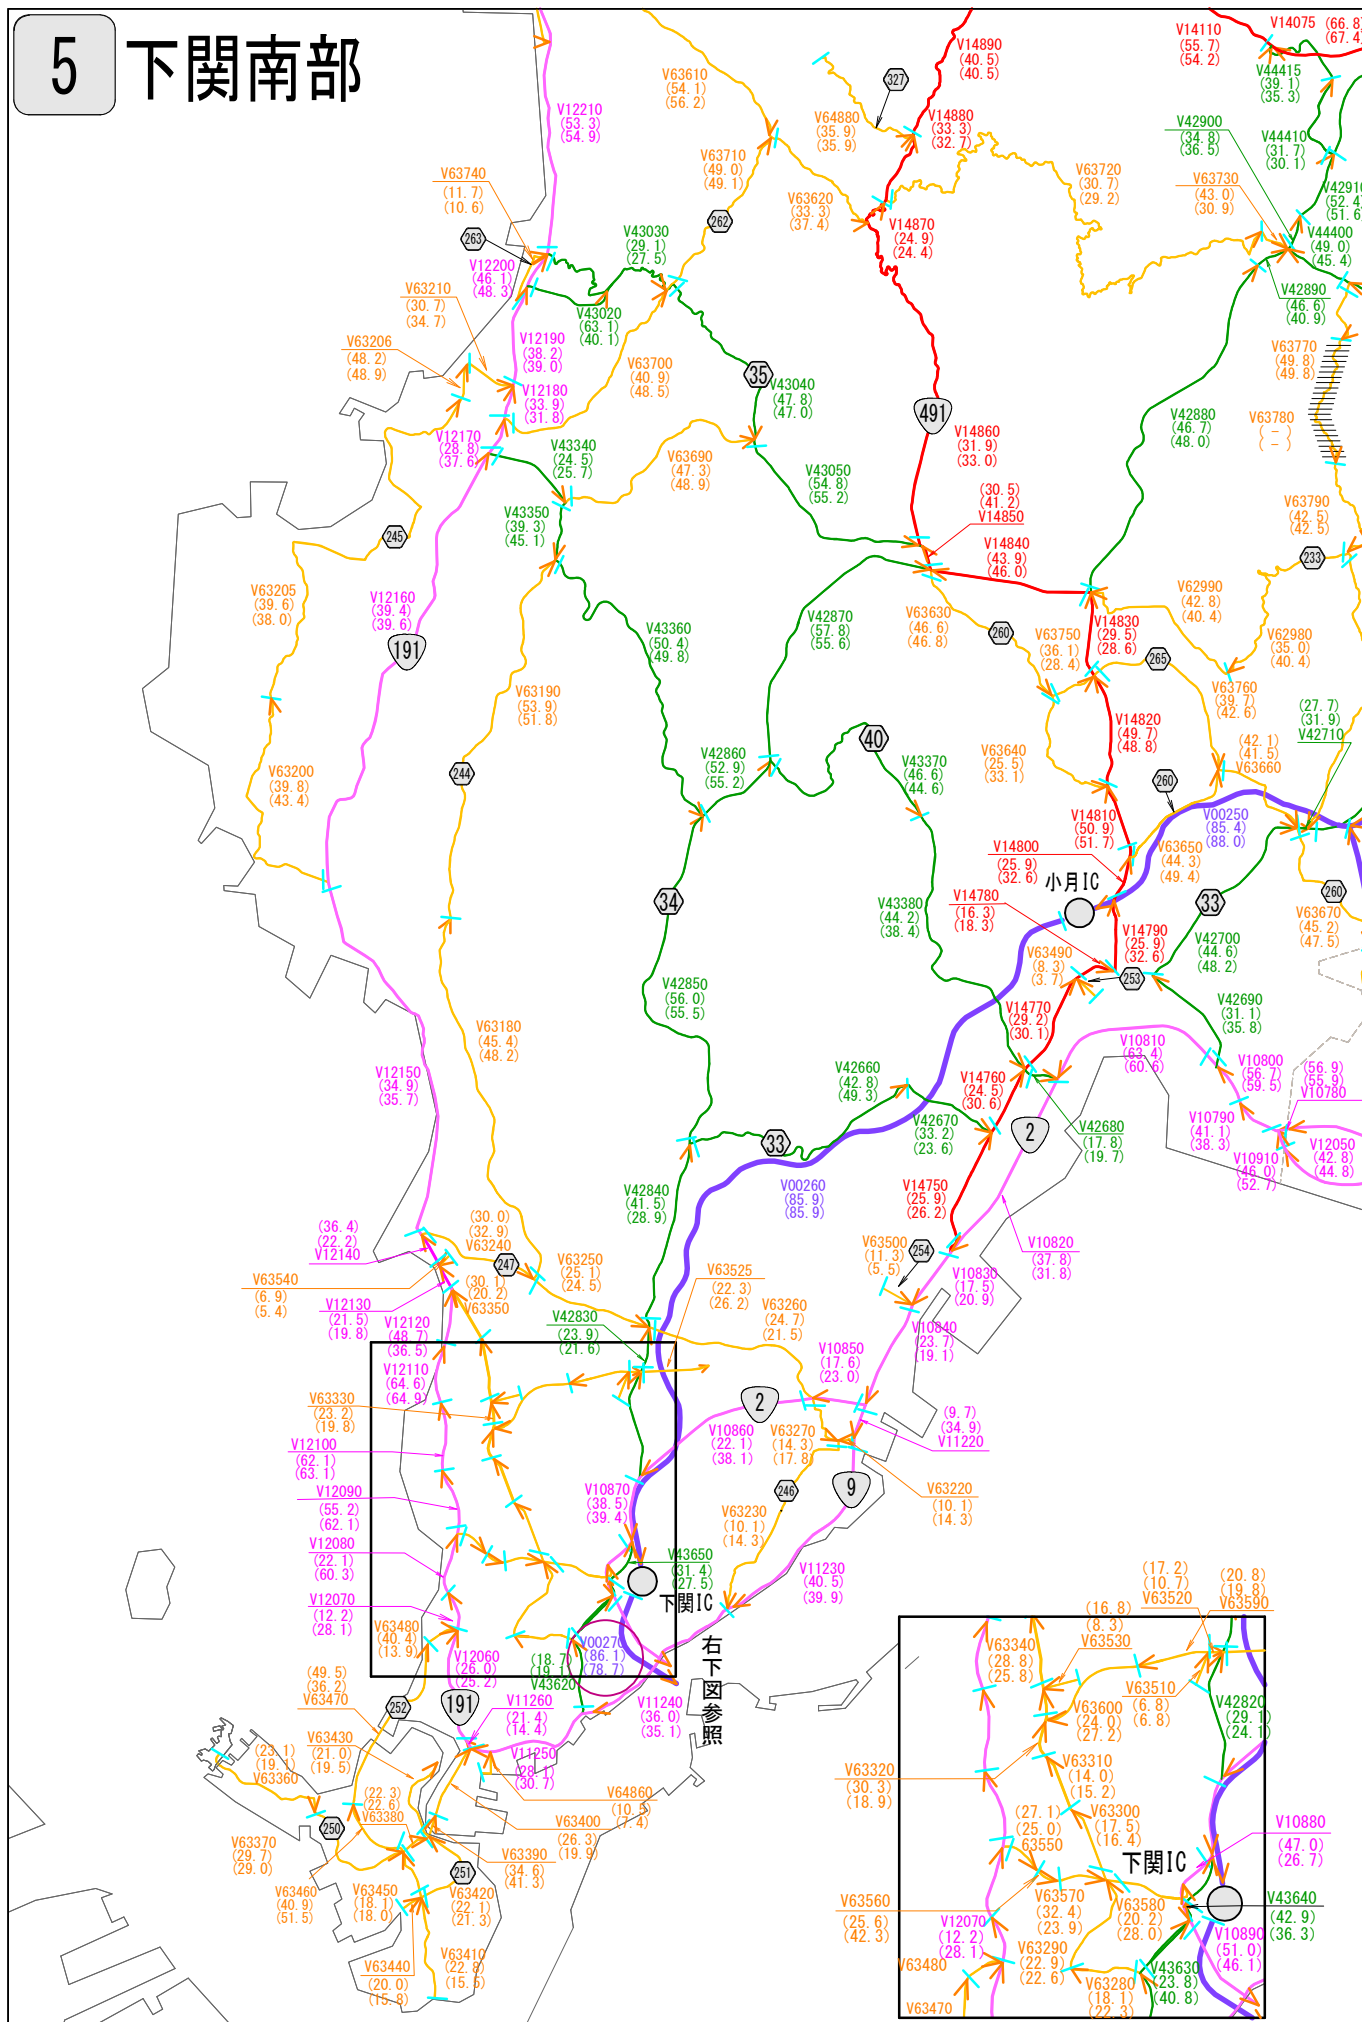 5 下関南部
V14890
(40.5)
(40.5)
V14110
(55.7)
(54.2)
V14075 (66.8
(67.4
V63610
(54.1)
(56.2)
327
V44415
(39.1)
(35.3)
V12210
(53.3)
(54.9)
V64880
(35.9)
(35.9)
V14880
(33.3)
(32.7)
V42900
(34.8)
(36.5)
V44410
(31.7)
(30.1)
V63740
(11.7)
(10.6)
V63710
(49.0)
(49.1)
V63720
(30.7)
(29.2)
V63730
(43.0)
(30.9)
V42910
(52.4
(51.6
V63620
(33.3)
(37.4)
262
263
V43030
(29.1)
(27.5)
V14870
(24.9)
(24.4)
V44400
(49.0)
(45.4)
V12200
(46.1)
(48.3)
V63210
(30.7)
(34.7)
V43020
(63.1)
(40.1)
V42890
(46.6)
(40.9)
V63206
(48.2)
(48.9)
V12190
(38.2)
(39.0)
V63700
(40.9)
(48.5)
35
V43040
(47.8)
(47.0)
V63770
(49.8)
(49.8)
V12180
(33.9)
(31.8)
491
V42880
(46.7)
(48.0)
V63780
( - )
( - )
V12170
(28.8)
(37.6)
V43340
(24.5)
(25.7)
V63690
(47.3)
(48.9)
V14860
(31.9)
(33.0)
V43050
(54.8)
(55.2)
(30.5)
(41.2)
V14850
V63790
(42.5)
(42.5)
V43350
(39.3)
(45.1)
245
V14840
(43.9)
(46.0)
233
V63205
(39.6)
(38.0)
V12160
(39.4)
(39.6)
191
V43360
(50.4)
(49.8)
V42870
(57.8)
(55.6)
V63630
(46.6)
(46.8)
260
V63750
(36.1)
(28.4)
V14830
(29.5)
(28.6)
V62990
(42.8)
(40.4)
V62980
(35.0)
(40.4)
265
V63190
(53.9)
(51.8)
V63760
(39.7)
(42.6)
(27.7)
(31.9)
V42710
V14820
(49.7)
(48.8)
(42.1)
(41.5)
V63660
40
V63200
(39.8)
(43.4)
244
V42860
(52.9)
(55.2)
V43370
(46.6)
(44.6)
V63640
(25.5)
(33.1)
260
V14810
(50.9)
(51.7)
V00250
(85.4)
(88.0)
V14800
(25.9)
(32.6)
V63650
(44.3)
(49.4)
小月IC
34
V14780
(16.3)
(18.3)
33
260
V43380
(44.2)
(38.4)
V63670
(45.2)
(47.5)
V14790
(25.9)
(32.6)
V42700
(44.6)
(48.2)
V63490
(8.3)
(3.7)
253
V42850
(56.0)
(55.5)
V42690
(31.1)
(35.8)
V14770
(29.2)
(30.1)
V63180
(45.4)
(48.2)
V10810
(63.4)
(60.6)
V12150
(34.9)
(35.7)
V42660
(42.8)
(49.3)
V14760
(24.5)
(30.6)
V10800
(56.7)
(59.5)
(56.9)
(55.9)
V10780
V42670
(33.2)
(23.6)
2
V42680
(17.8)
(19.7)
V10790
(41.1)
(38.3)
33
V12050
(42.8)
(44.8)
V10910
(46.0)
(52.7)
V42840
(41.5)
(28.9)
V00260
(85.9)
(85.9)
V14750
(25.9)
(26.2)
(36.4)
(22.2)
V12140
(30.0)
(32.9)
V63240
247
V63250
(25.1)
(24.5)
V63500
(11.3)
(5.5)
254
V10820
(37.8)
(31.8)
V63540
(6.9)
(5.4)
(30.1)
(20.2)
V63350
V63525
(22.3)
(26.2)
V10830
(17.5)
(20.9)
V12130
(21.5)
(19.8)
V12120
(48.7)
(36.5)
V42830
(23.9)
(21.6)
V63260
(24.7)
(21.5)
V10840
(23.7)
(19.1)
V12110
(64.6)
(64.9)
V10850
(17.6)
(23.0)
V63330
(23.2)
(19.8)
2
(9.7)
(34.9)
V11220
V12100
(62.1)
(63.1)
V10860
(22.1)
(38.1)
V63270
(14.3)
(17.8)
V12090
(55.2)
(62.1)
V10870
(38.5)
(39.4)
246
9
V63220
(10.1)
(14.3)
V63230
(10.1)
(14.3)
V12080
(22.1)
(60.3)
V43650
(31.4)
(27.5)
V11230
(40.5)
(39.9)
下関IC
V12070
(12.2)
(28.1)
V63480
(40.4)
(13.9)
右下図参照
V12060
(26.0)
(25.2)
(18.7)
(19.1)
V43620
V00270
(86.1)
(78.7)
(49.5)
(36.2)
V63470
252
191
V11260
(21.4)
(14.4)
V11240
(36.0)
(35.1)
V63430
(21.0)
(19.5)
V11250
(28.1)
(30.7)
(23.1)
(19.1)
V63360
V64860
(10.5)
(7.4)
(22.3)
(22.6)
V63380
V63400
(26.3)
(19.9)
250
V63370
(29.7)
(29.0)
V63390
(34.6)
(41.3)
251
V63460
(40.9)
(51.5)
V63450
(18.1)
(18.0)
V63420
(22.1)
(21.3)
V63410
(22.8)
(15.5)
V63440
(20.0)
(15.8)
(17.2)
(10.7)
V63520
(20.8)
(19.8)
V63590
(16.8)
(8.3)
V63530
V63340
(28.8)
(25.8)
V63510
(6.8)
(6.8)
V63600
(24.0)
(27.2)
V42820
(29.1)
(24.1)
V63320
(30.3)
(18.9)
V63310
(14.0)
(15.2)
(27.1)
(25.0)
63550
V63300
(17.5)
(16.4)
V10880
(47.0)
(26.7)
下関IC
V63560
(25.6)
(42.3)
V63570
(32.4)
(23.9)
V63580
(20.2)
(28.0)
V43640
(42.9)
(36.3)
V12070
(12.2)
(28.1)
V10890
(51.0)
(46.1)
V63290
(22.9)
(22.6)
V63480
V43630
(23.8)
(40.8)
V63280
(18.1)
(22.3)
V63470